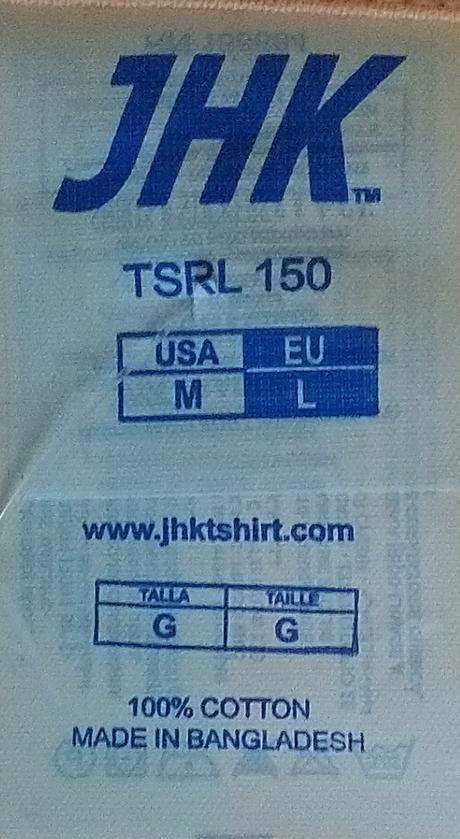 JHK™
TSRL 150
USA EU
M L
www.jhktshirt.com
TALLA TAILLE
G G
100% COTTON
MADE IN BANGLADESH